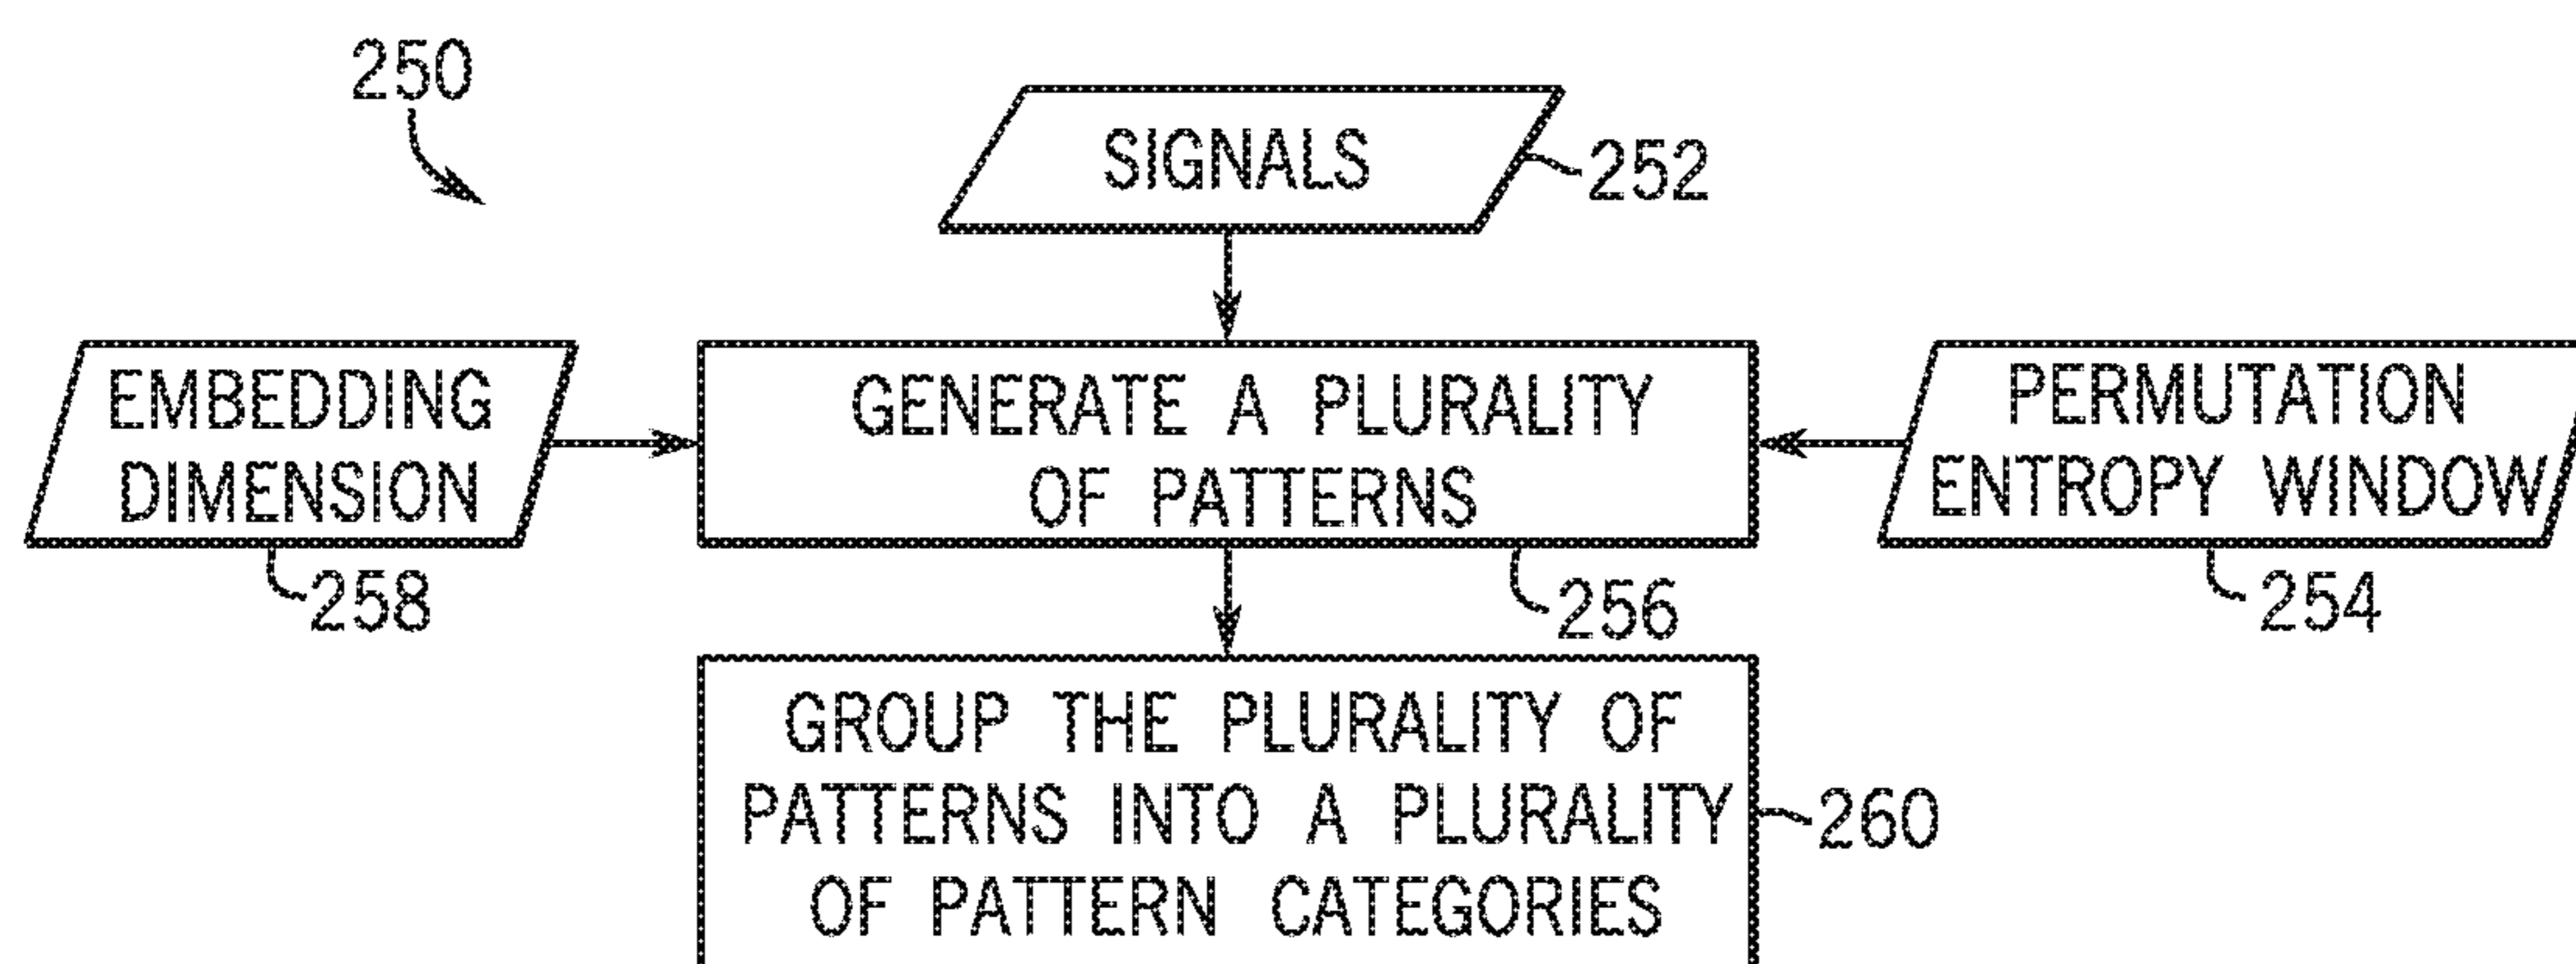 250
SIGNALS
252
EMBEDDING
DIMENSION
258
GENERATE A PLURALITY
OF PATTERNS
256
PERMUTATION
ENTROPY WINDOW
254
GROUP THE PLURALITY OF
PATTERNS INTO A PLURALITY
OF PATTERN CATEGORIES
260